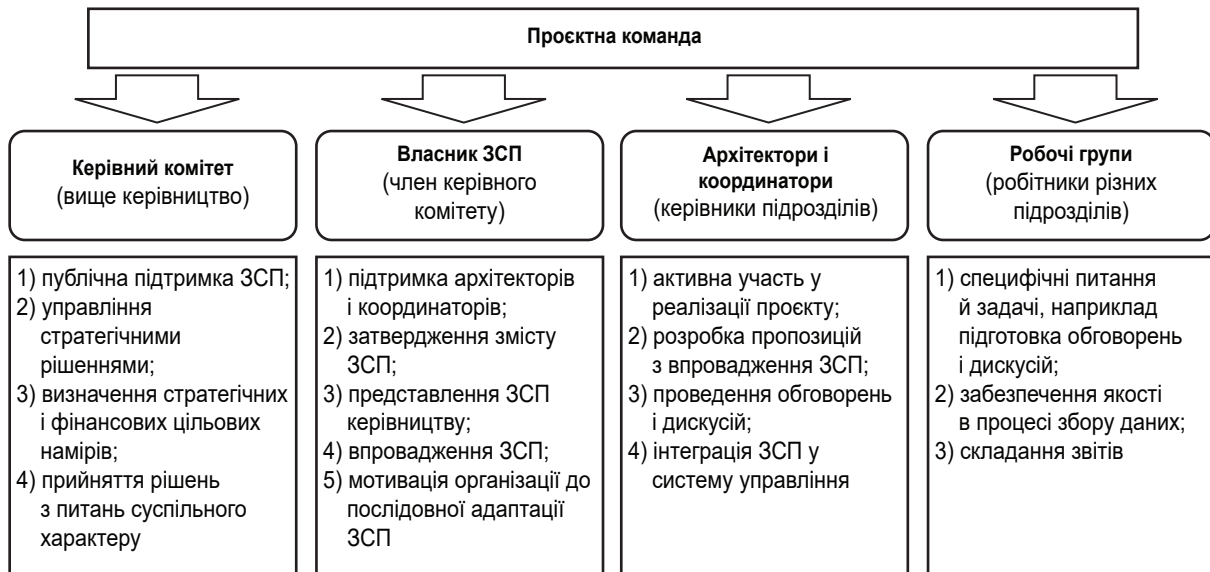 Проєктна команда
Керівний комітет
(вище керівництво)
Власник ЗСП
(член керівного
комітету)
Архітектори і
координатори
(керівники підрозділів)
Робочі групи
(робітники різних
підрозділів)
1) публічна підтримка ЗСП;
2) управління
стратегічними
рішеннями;
3) визначення стратегічних
і фінансових цільових
намірів;
4) прийняття рішень
з питань суспільного
характеру
1) підтримка архітекторів
і координаторів;
2) затвердження змісту
ЗСП;
3) представлення ЗСП
керівництву;
4) впровадження ЗСП;
5) мотивація організації до
послідовної адаптації
ЗСП
1) активна участь у
реалізації проєкту;
2) розробка пропозицій
з впровадження ЗСП;
3) проведення обговорень
і дискусій;
4) інтеграція ЗСП у
систему управління
1) специфічні питання
й задачі, наприклад
підготовка обговорень
і дискусій;
2) забезпечення якості
в процесі збору даних;
3) складання звітів